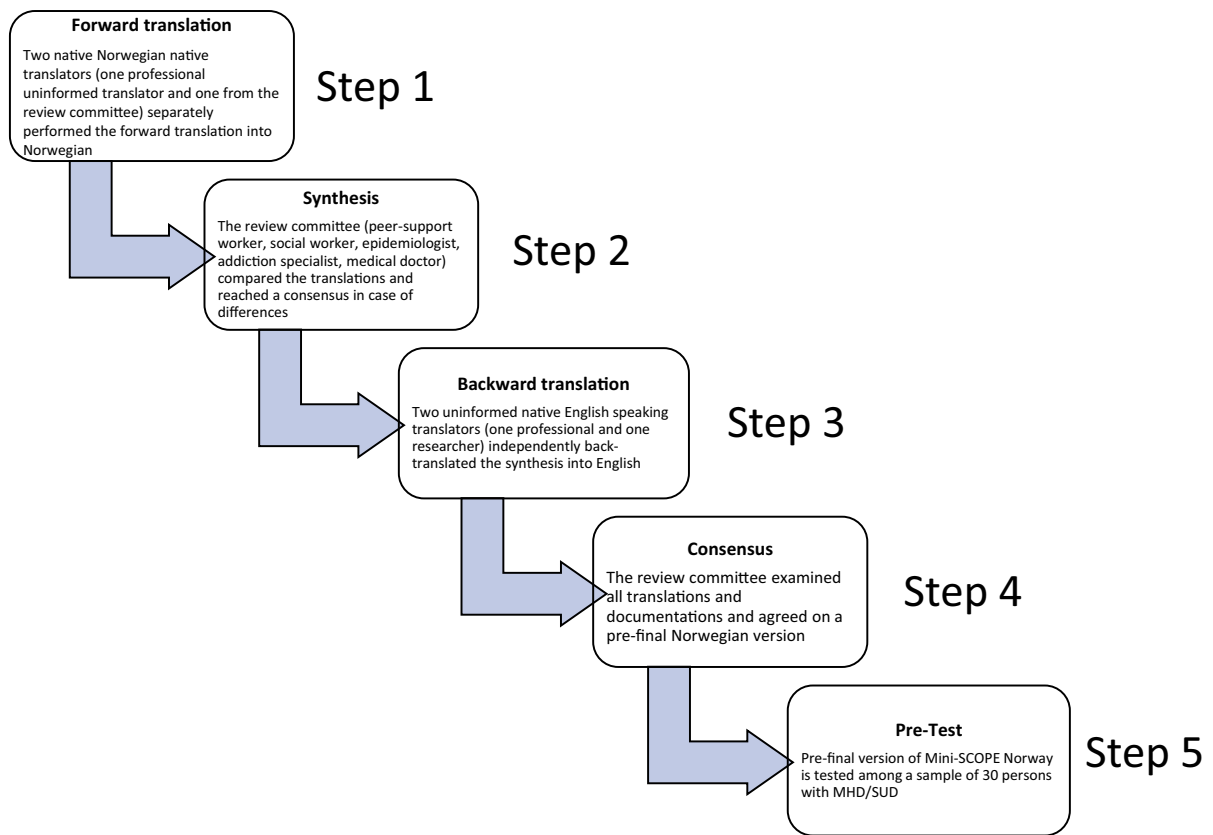 Forward translation
Two native Norwegian native
translators (one professional
uninformed translator and one from the
review committee) separately
performed the forward translation into
Norwegian
Step 1
Synthesis
The review committee (peer-support
worker, social worker, epidemiologist,
addiction specialist, medical doctor)
compared the translations and
reached a consensus in case of
differences
Step 2
Backward translation
Two uninformed native English speaking
translators (one professional and one
researcher) independently back-
translated the synthesis into English
Step 3
Consensus
The review committee examined
all translations and
documentations and agreed on a
pre-final Norwegian version
Step 4
Pre-Test
Pre-final version of Mini-SCOPE Norway
is tested among a sample of 30 persons
with MHD/SUD
Step 5